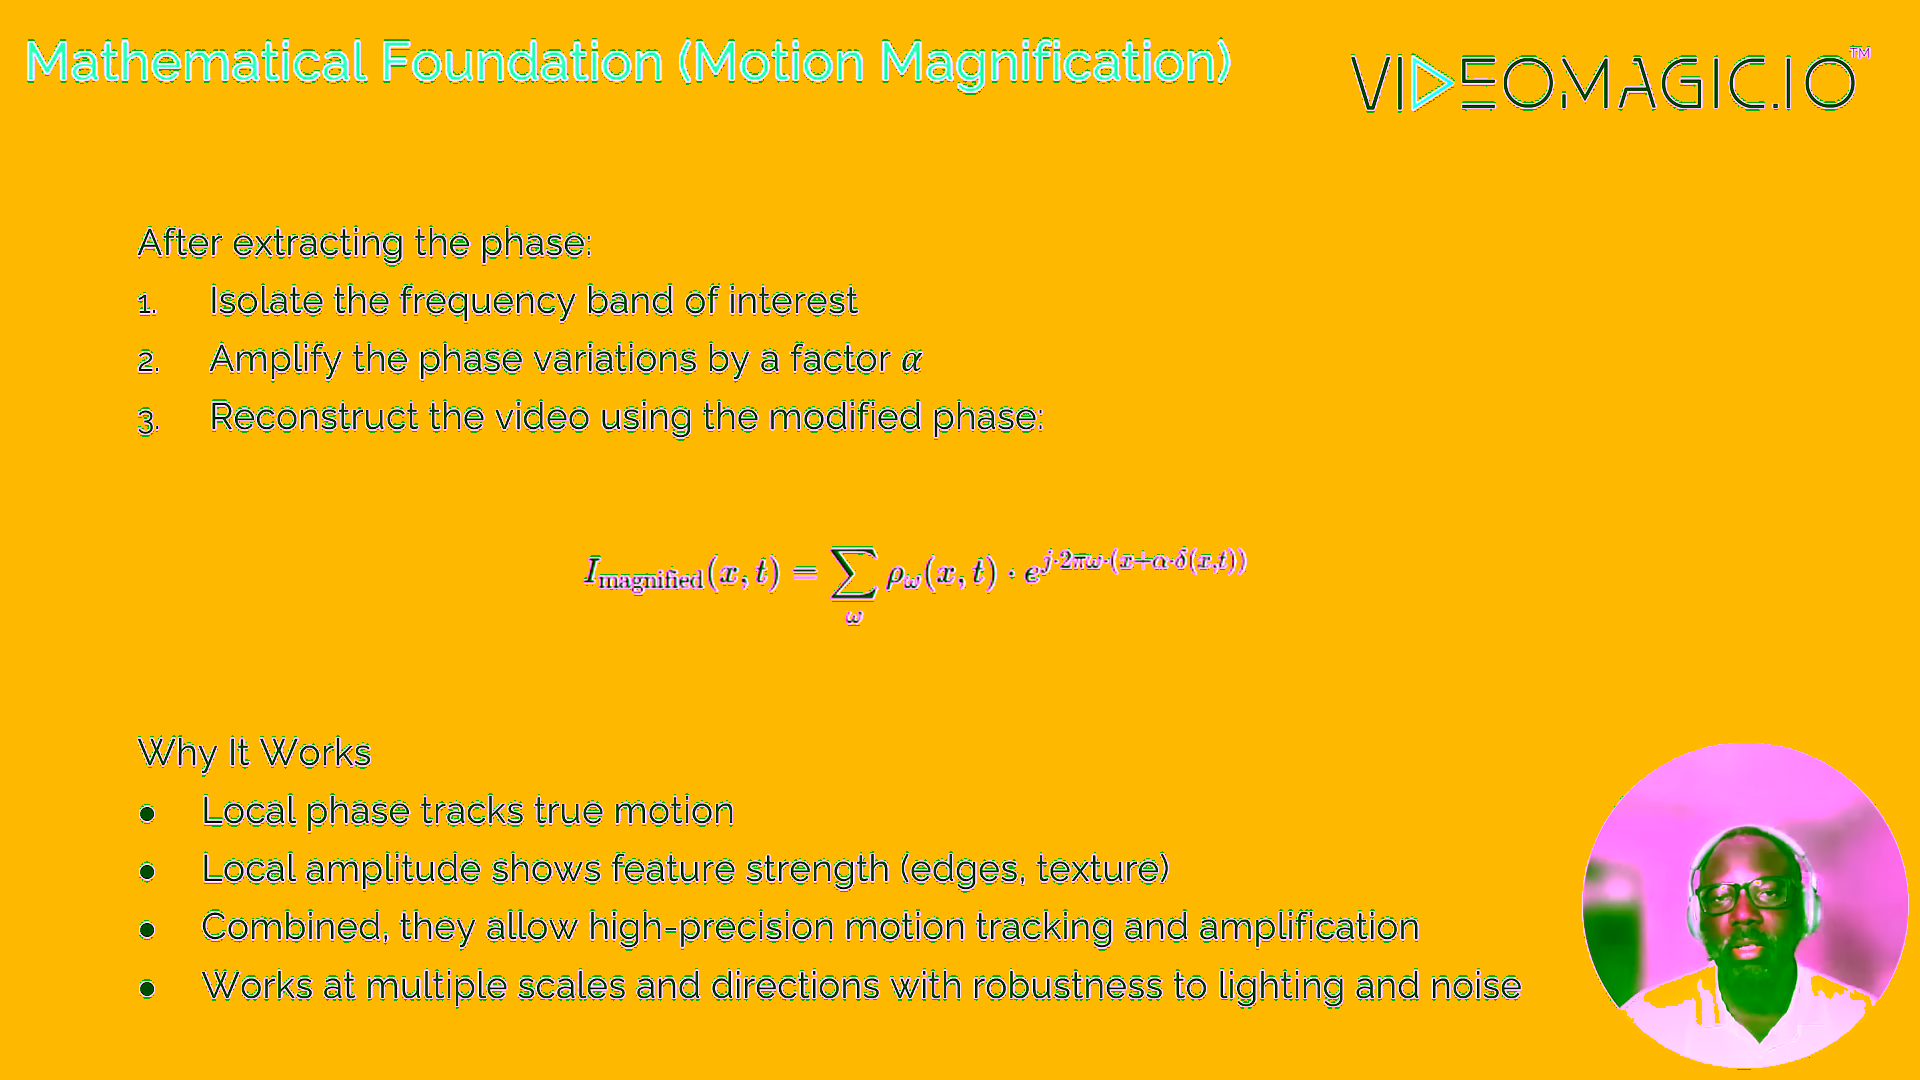 Mathematical Foundation (Motion Magnification)
VIDEOMAGIC.IO™
After extracting the phase:
1. Isolate the frequency band of interest
2. Amplify the phase variations by a factor α
3. Reconstruct the video using the modified phase:
I_magnified(x, t) = ∑_ω ρ_ω(x, t) · e^{j·2πω·(x+α·δ(x,t))}
Why It Works
● Local phase tracks true motion
● Local amplitude shows feature strength (edges, texture)
● Combined, they allow high-precision motion tracking and amplification
● Works at multiple scales and directions with robustness to lighting and noise